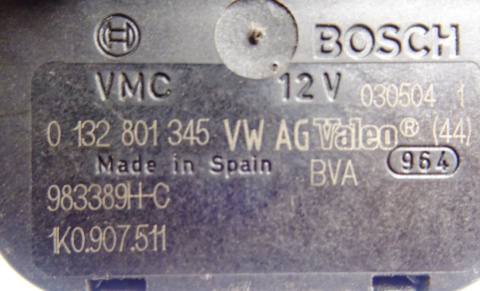 BOSCH
VMC 12V 030504 1
0 132 801 345 VW AG Valeo® (44)
Made in Spain BVA 964
983389H-C
1K0.907.511